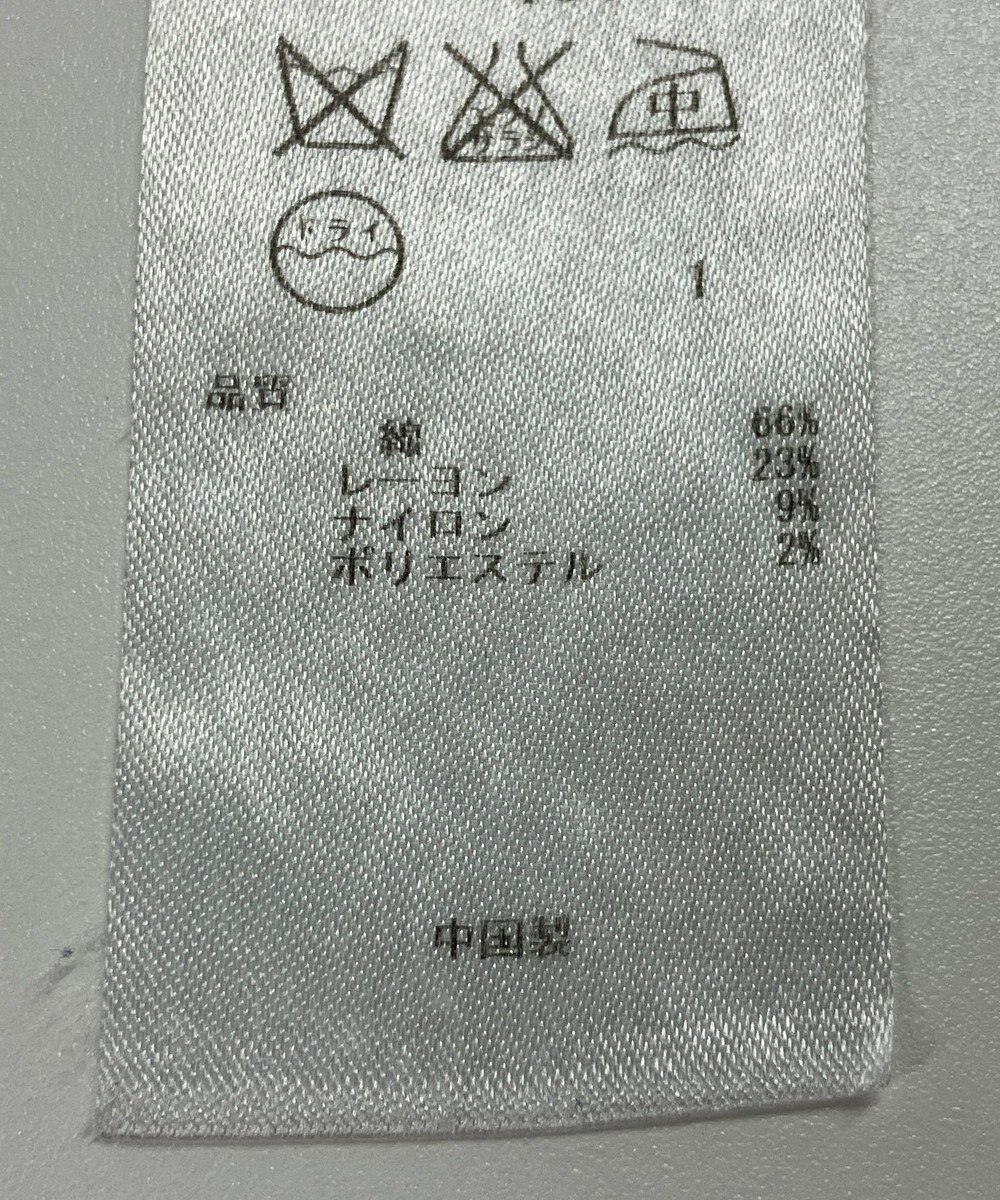 中
ドライ
1
品質
綿 66%
レーヨン 23%
ナイロン 9%
ポリエステル 2%
中国製